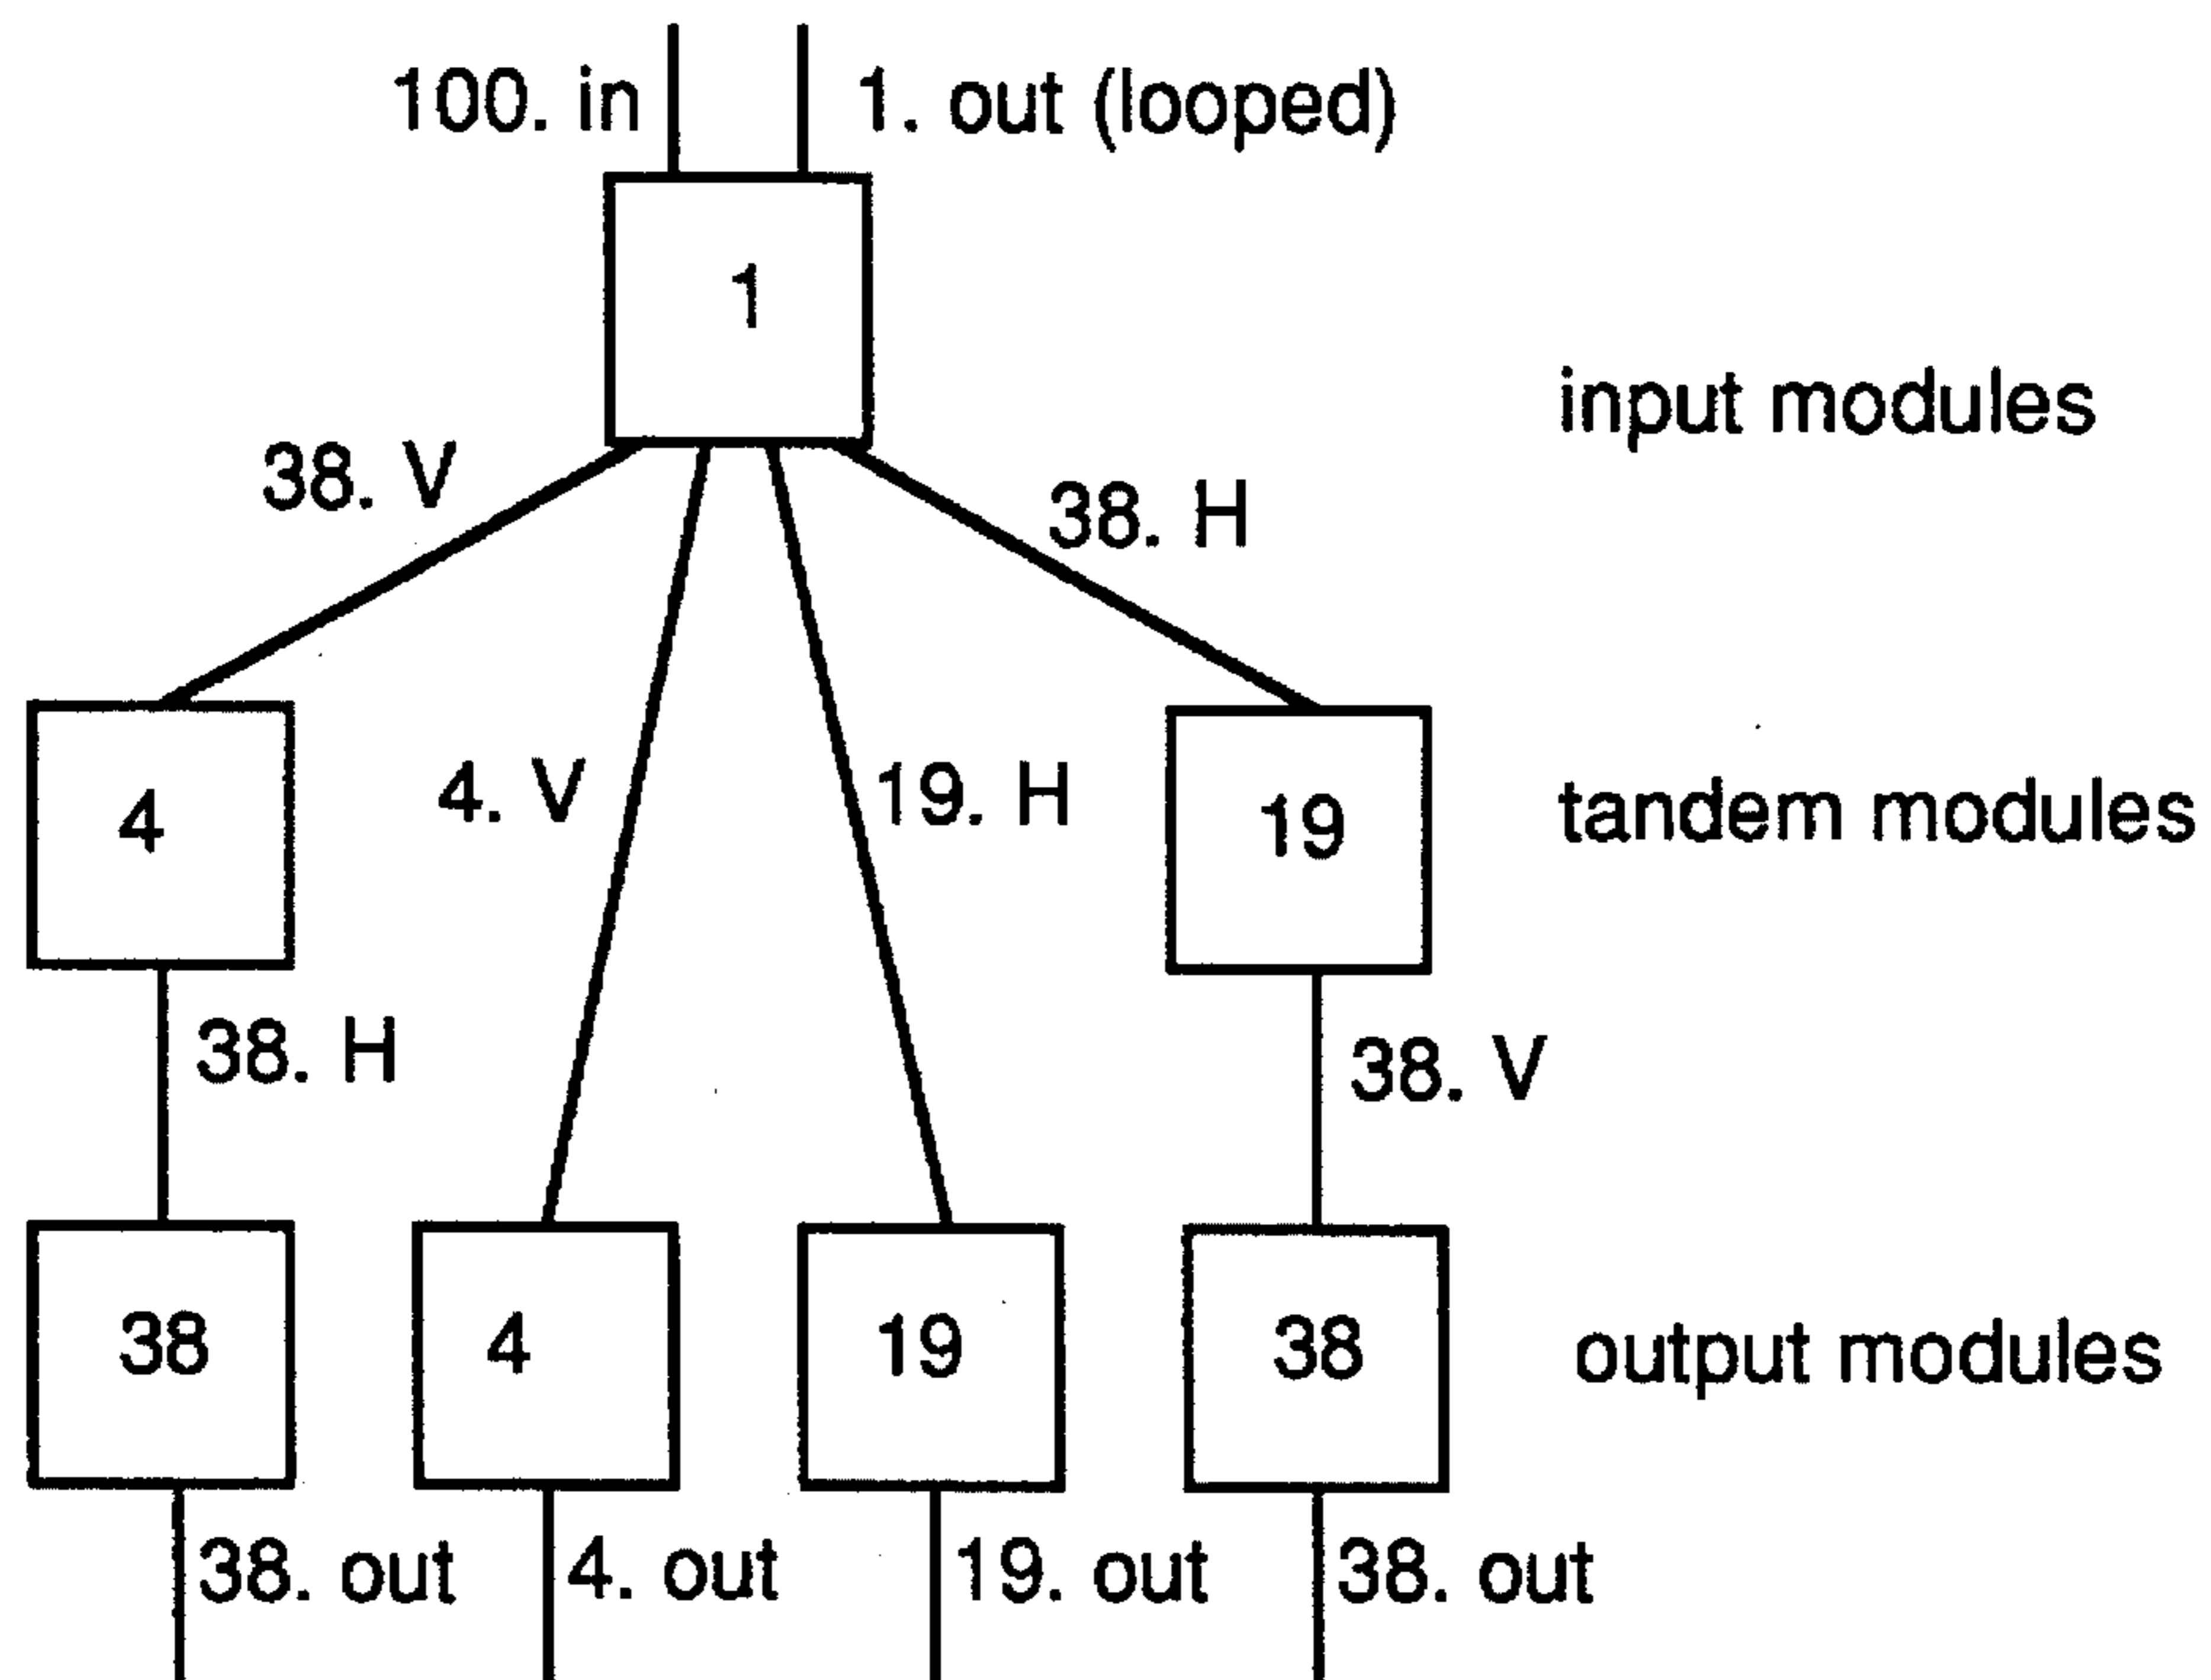 100. in
1. out (looped)
1
input modules
38. V
38. H
4
4. V
19. H
19
tandem modules
38. H
38. V
38
4
19
38
output modules
38. out
4. out
19. out
38. out